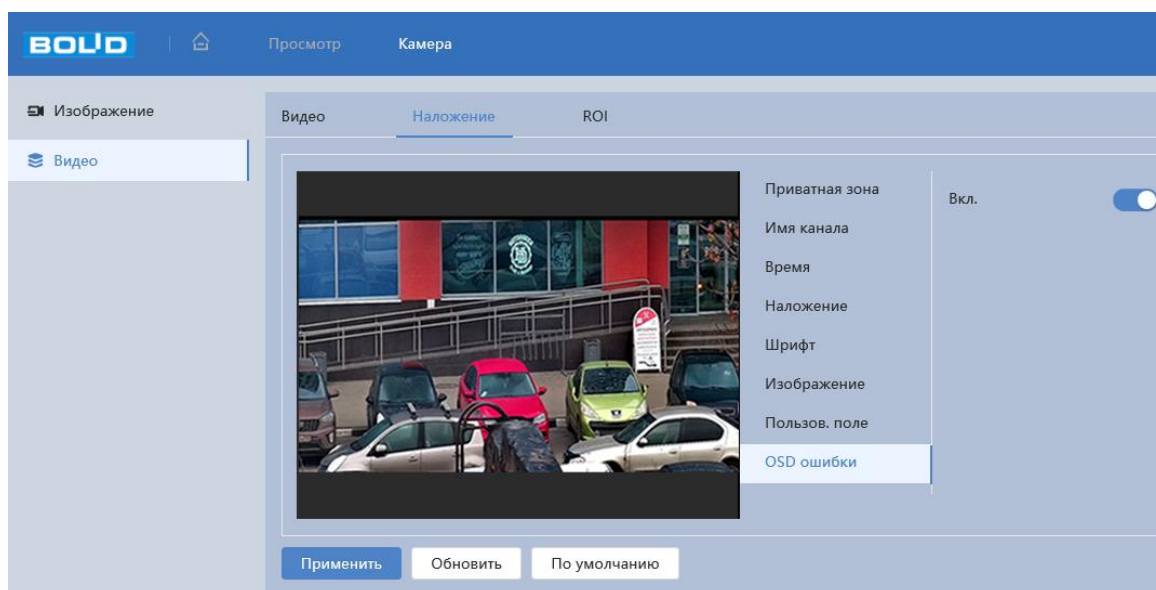 BOLID
Просмотр
Камера
Изображение
Видео
Видео
Наложение
ROI
Приватная зона
Имя канала
Время
Наложение
Шрифт
Изображение
Пользов. поле
OSD ошибки
Вкл.
Применить
Обновить
По умолчанию